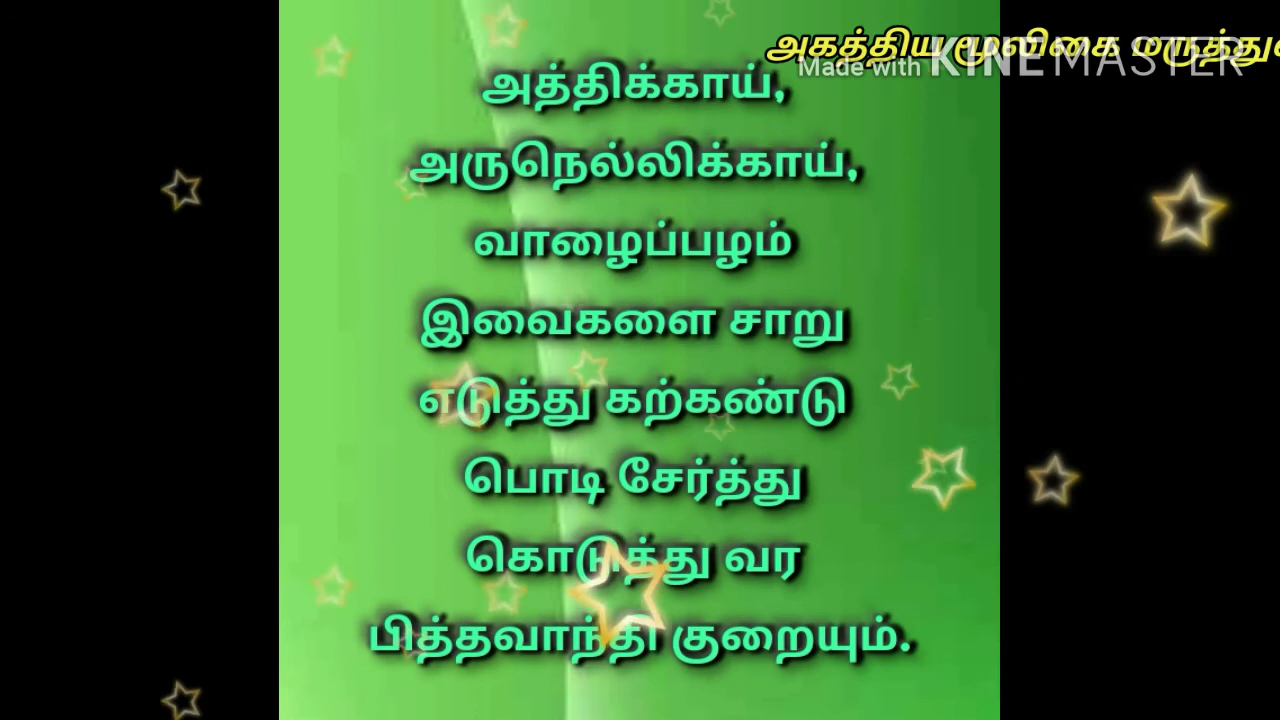 அகத்திய மூலிகை
Made with KINEMASTER
அத்திக்காய்,
அருநெல்லிக்காய்,
வாழைப்பழம்
இவைகளை சாறு
எடுத்து கற்கண்டு
பொடி சேர்த்து
கொடுத்து வர
பித்தவாந்தி குறையும்.